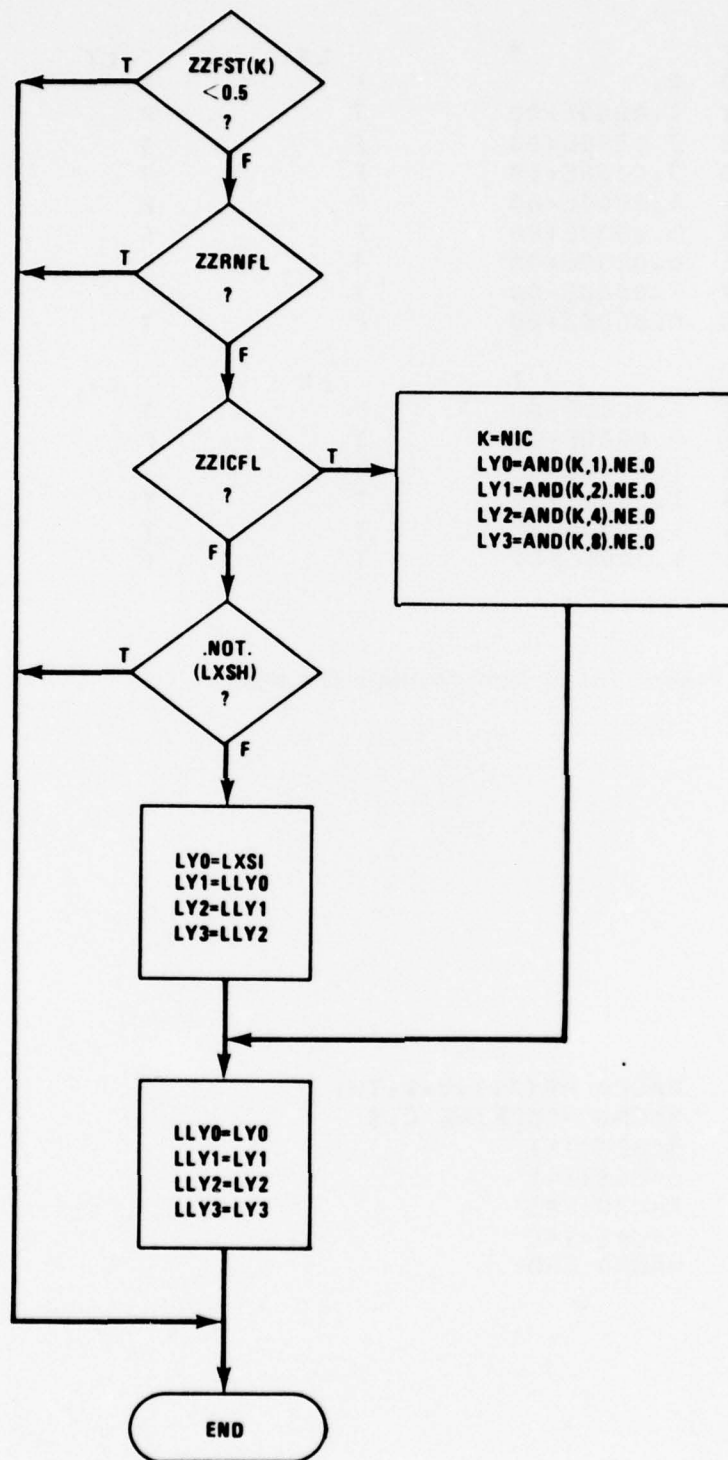 ZZFST(K)
<0.5
?
T
F
ZZRNFL
?
T
F
ZZICFL
?
T
F
K=NIC
LY0=AND(K,1).NE.0
LY1=AND(K,2).NE.0
LY2=AND(K,4).NE.0
LY3=AND(K,8).NE.0
.NOT.
(LXSH)
?
T
F
LY0=LXSI
LY1=LLY0
LY2=LLY1
LY3=LLY2
LLY0=LY0
LLY1=LY1
LLY2=LY2
LLY3=LY3
END